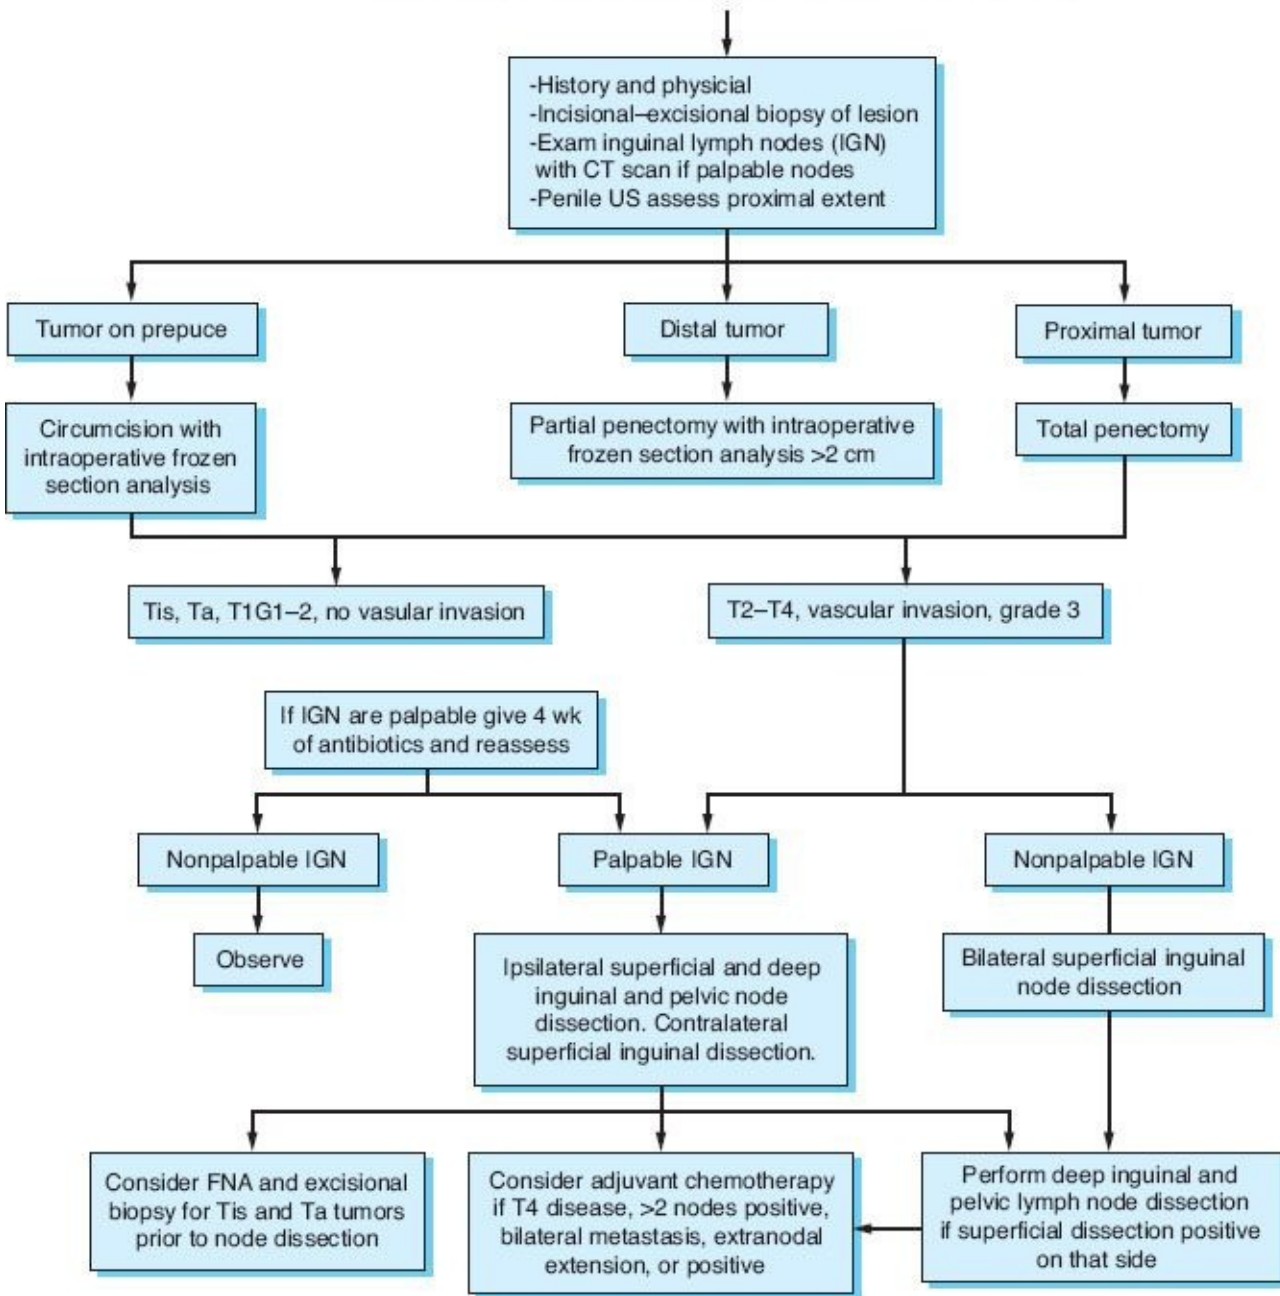 -History and physicial
-Incisional–excisional biopsy of lesion
-Exam inguinal lymph nodes (IGN)
with CT scan if palpable nodes
-Penile US assess proximal extent
Tumor on prepuce
Distal tumor
Proximal tumor
Circumcision with
intraoperative frozen
section analysis
Partial penectomy with intraoperative
frozen section analysis >2 cm
Total penectomy
Tis, Ta, T1G1–2, no vasular invasion
T2–T4, vascular invasion, grade 3
If IGN are palpable give 4 wk
of antibiotics and reassess
Nonpalpable IGN
Palpable IGN
Nonpalpable IGN
Observe
Ipsilateral superficial and deep
inguinal and pelvic node
dissection. Contralateral
superficial inguinal dissection.
Bilateral superficial inguinal
node dissection
Consider FNA and excisional
biopsy for Tis and Ta tumors
prior to node dissection
Consider adjuvant chemotherapy
if T4 disease, >2 nodes positive,
bilateral metastasis, extranodal
extension, or positive
Perform deep inguinal and
pelvic lymph node dissection
if superficial dissection positive
on that side